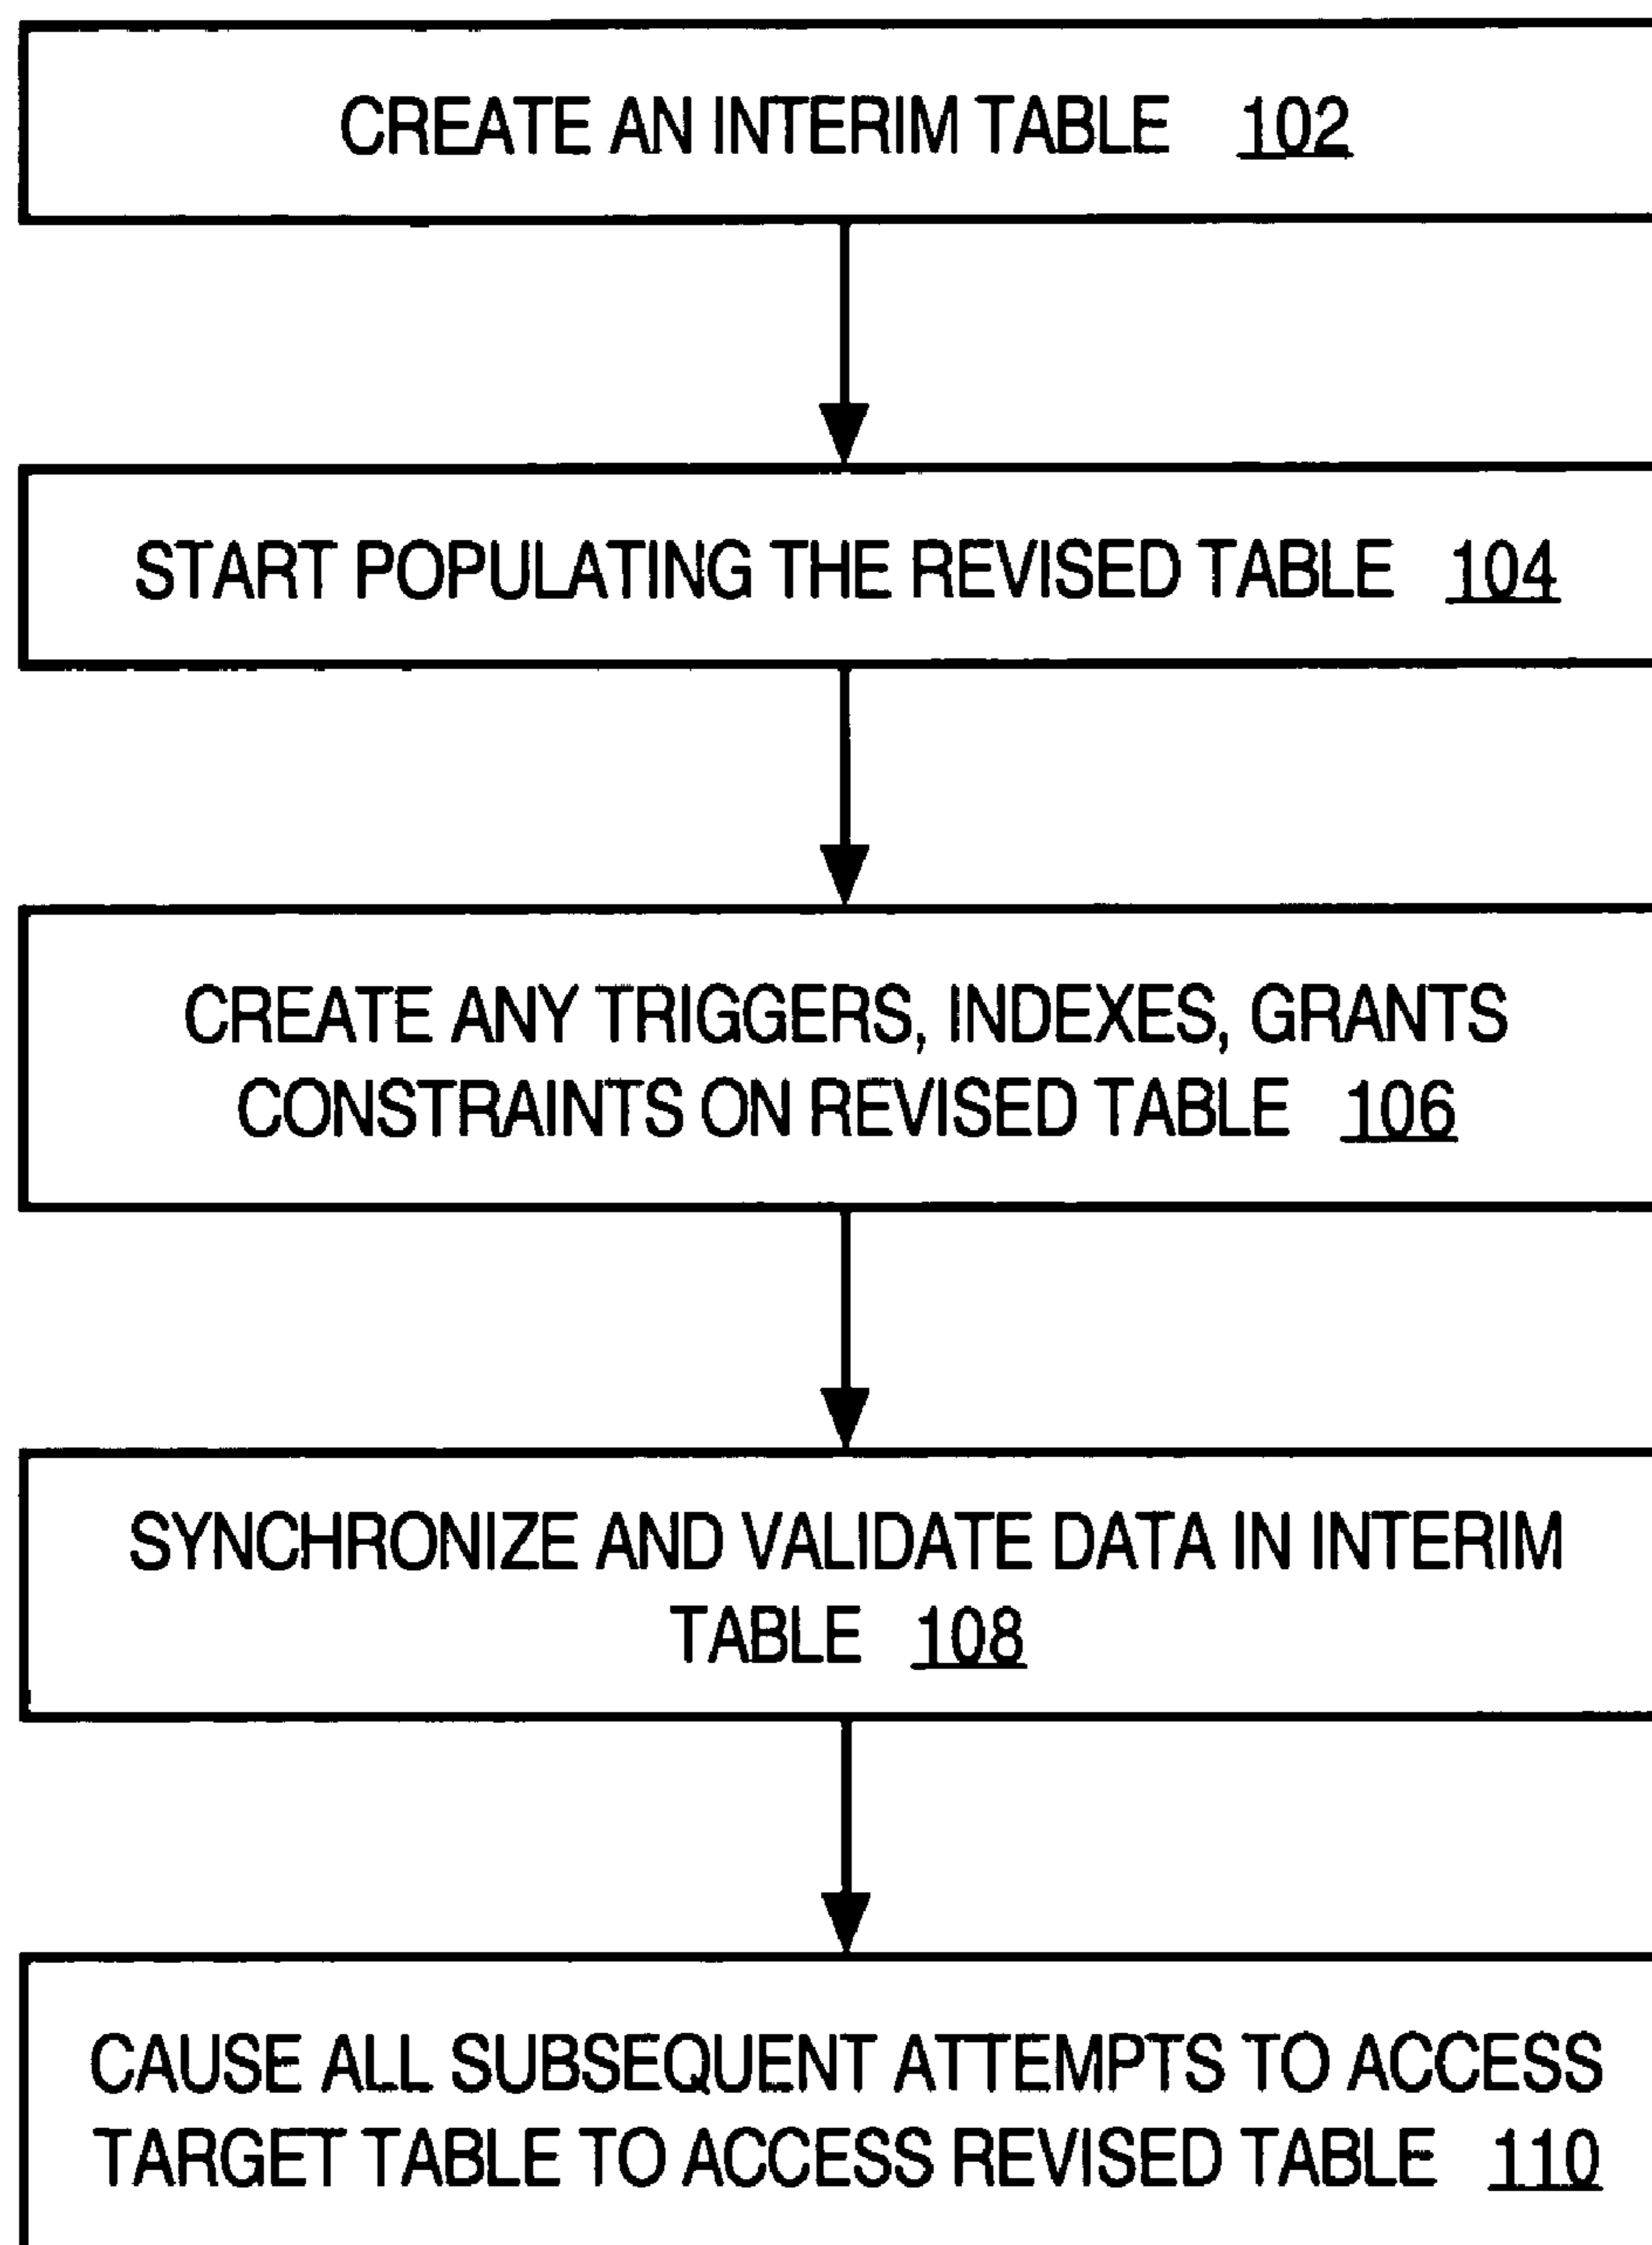 CREATE AN INTERIM TABLE 102
START POPULATING THE REVISED TABLE 104
CREATE ANY TRIGGERS, INDEXES, GRANTS
CONSTRAINTS ON REVISED TABLE 106
SYNCHRONIZE AND VALIDATE DATA IN INTERIM
TABLE 108
CAUSE ALL SUBSEQUENT ATTEMPTS TO ACCESS
TARGET TABLE TO ACCESS REVISED TABLE 110